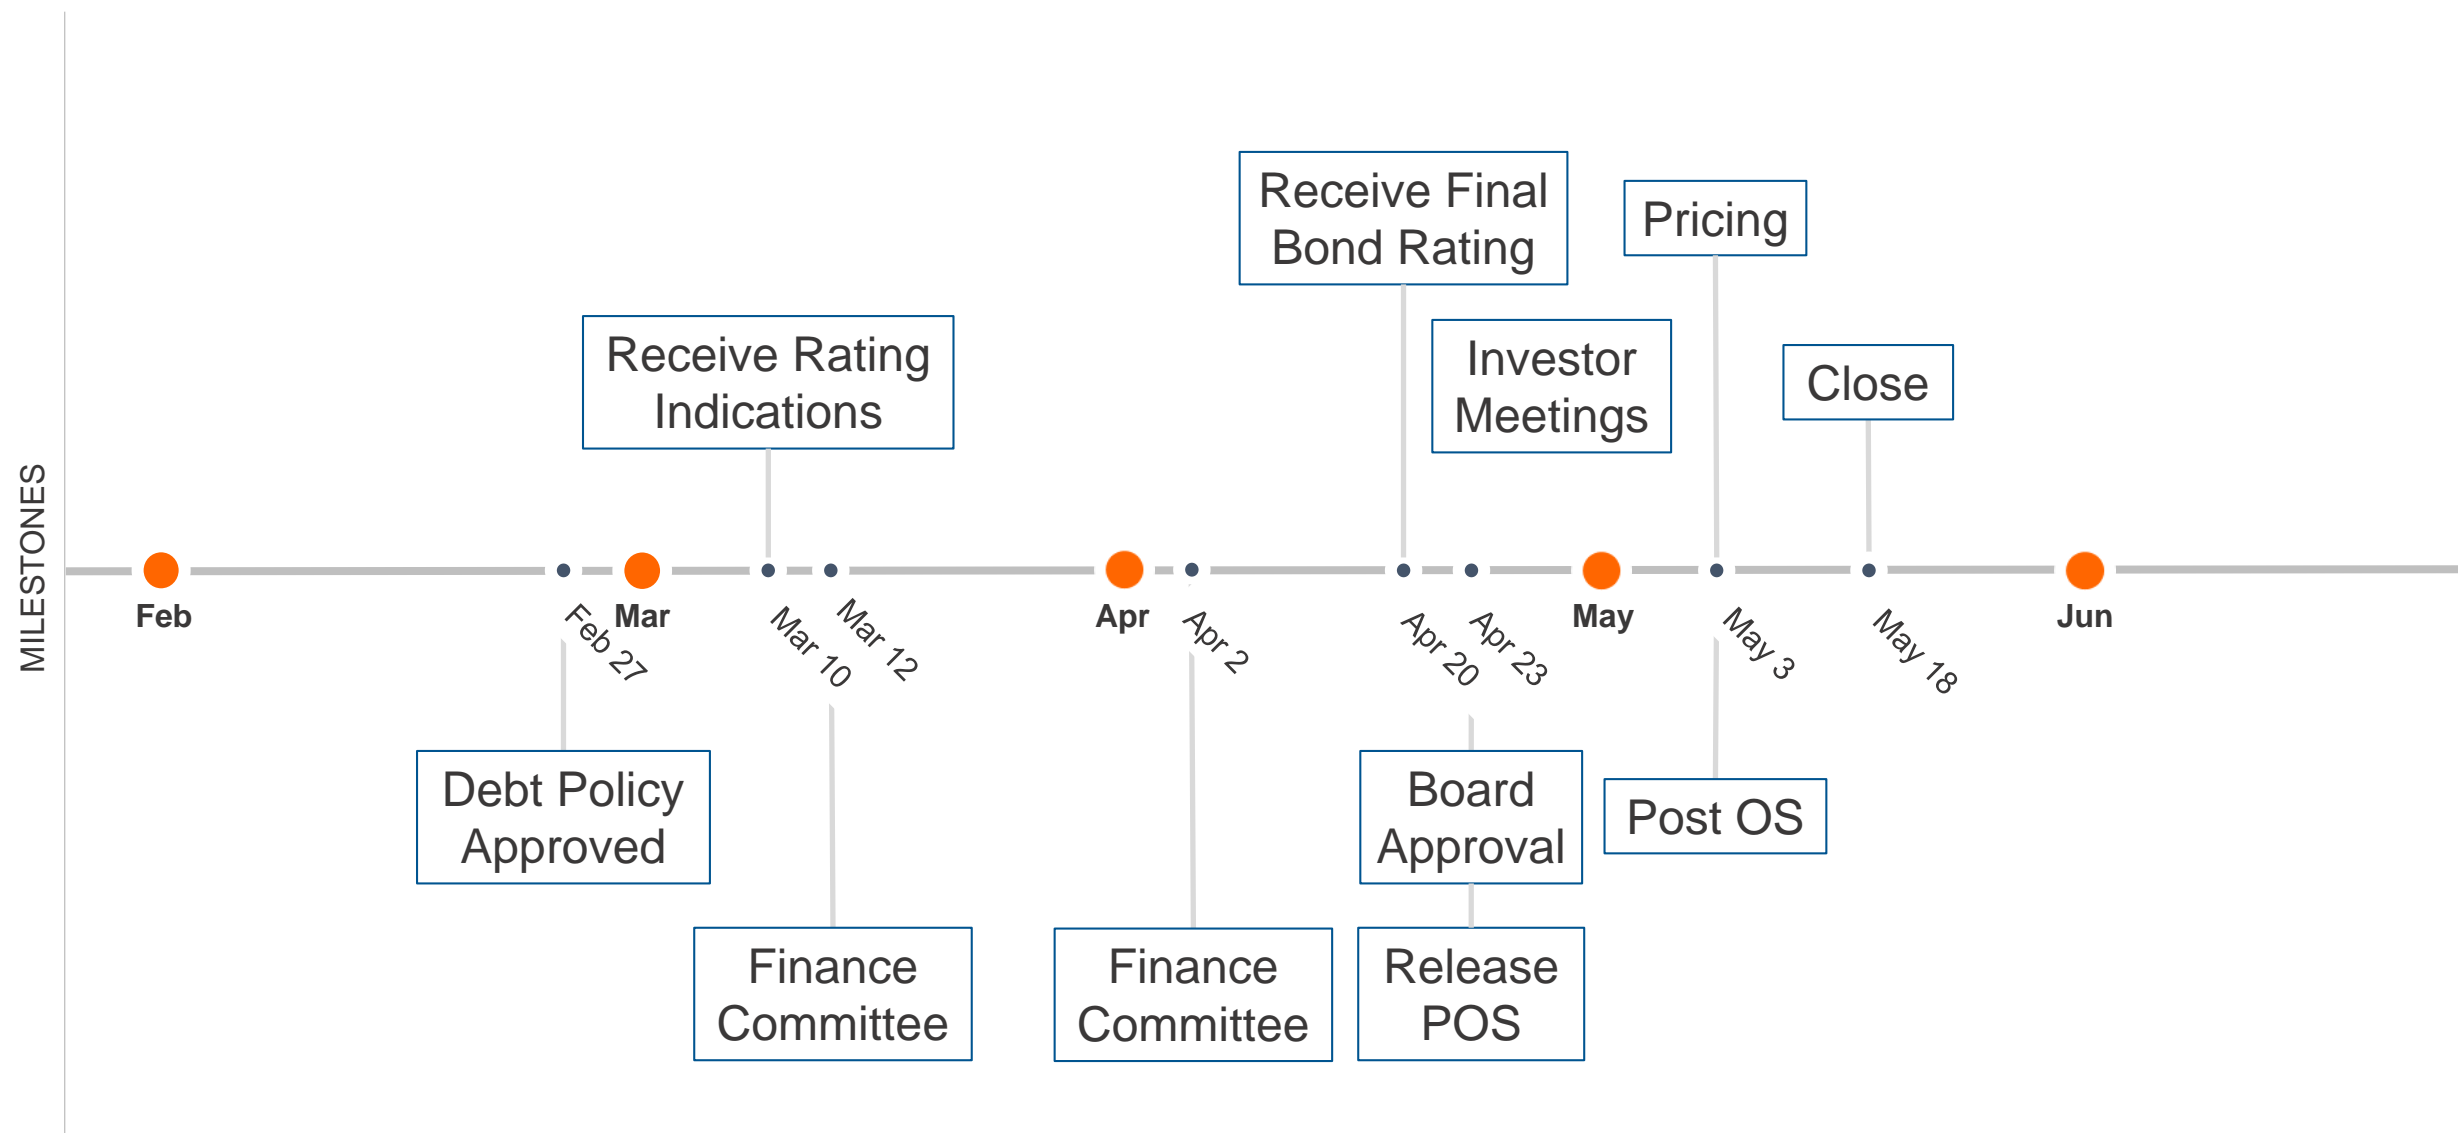 MILESTONES
Receive Final
Bond Rating
Pricing
Receive Rating
Indications
Investor
Meetings
Close
Feb
Feb 27
Mar
Mar 10
Mar 12
Apr
Apr 2
Apr 20
Apr 23
May
May 3
May 18
Jun
Debt Policy
Approved
Board
Approval
Post OS
Finance
Committee
Finance
Committee
Release
POS